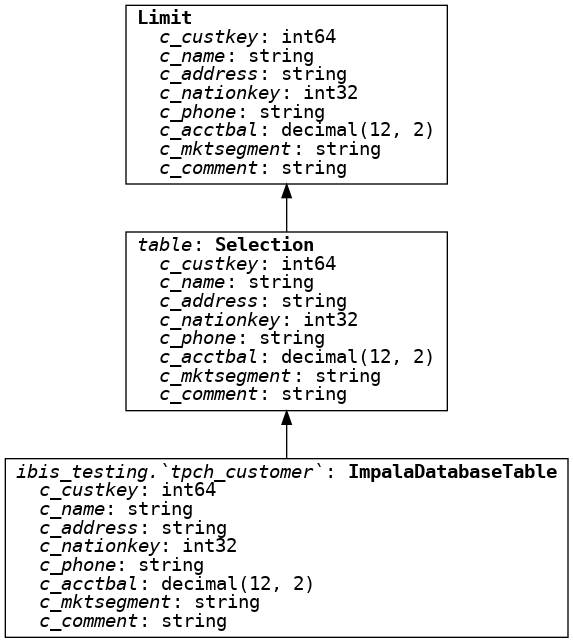 Limit
c_custkey: int64
c_name: string
c_address: string
c_nationkey: int32
c_phone: string
c_acctbal: decimal(12, 2)
c_mktsegment: string
c_comment: string
table: Selection
c_custkey: int64
c_name: string
c_address: string
c_nationkey: int32
c_phone: string
c_acctbal: decimal(12, 2)
c_mktsegment: string
c_comment: string
ibis_testing.`tpch_customer`: ImpalaDatabaseTable
c_custkey: int64
c_name: string
c_address: string
c_nationkey: int32
c_phone: string
c_acctbal: decimal(12, 2)
c_mktsegment: string
c_comment: string